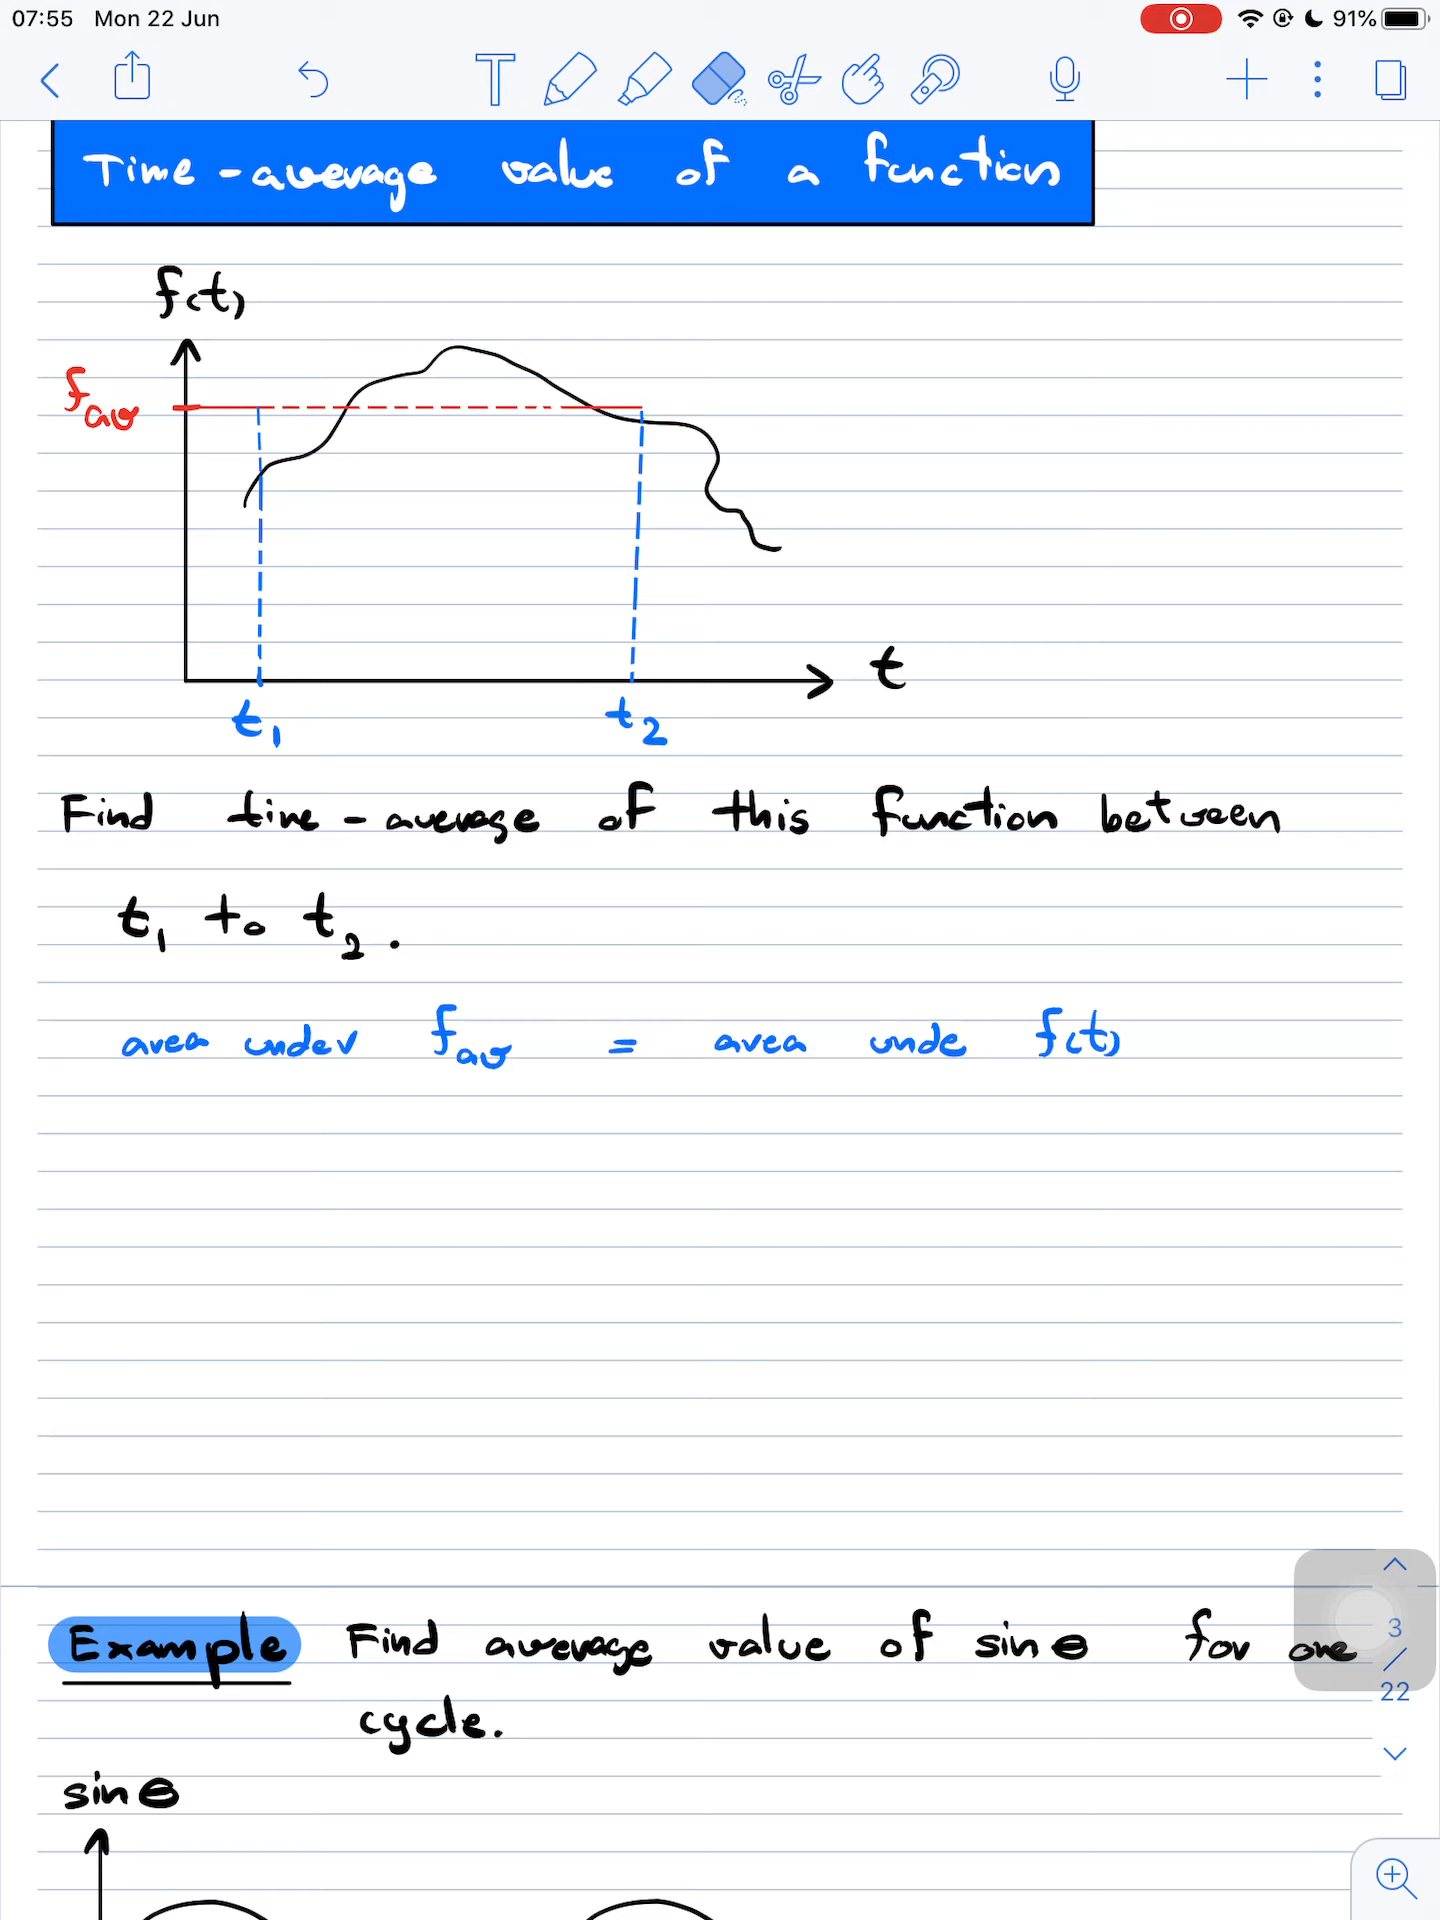 07:55 Mon 22 Jun
91%
T
Time-average value of a function
f(t)
fav
t
t1
t2
Find time-average of this function between
t1 to t2.
area under fav = area unde f(t)
Example Find average value of sinθ for one
3
/
22
cycle.
sinθ